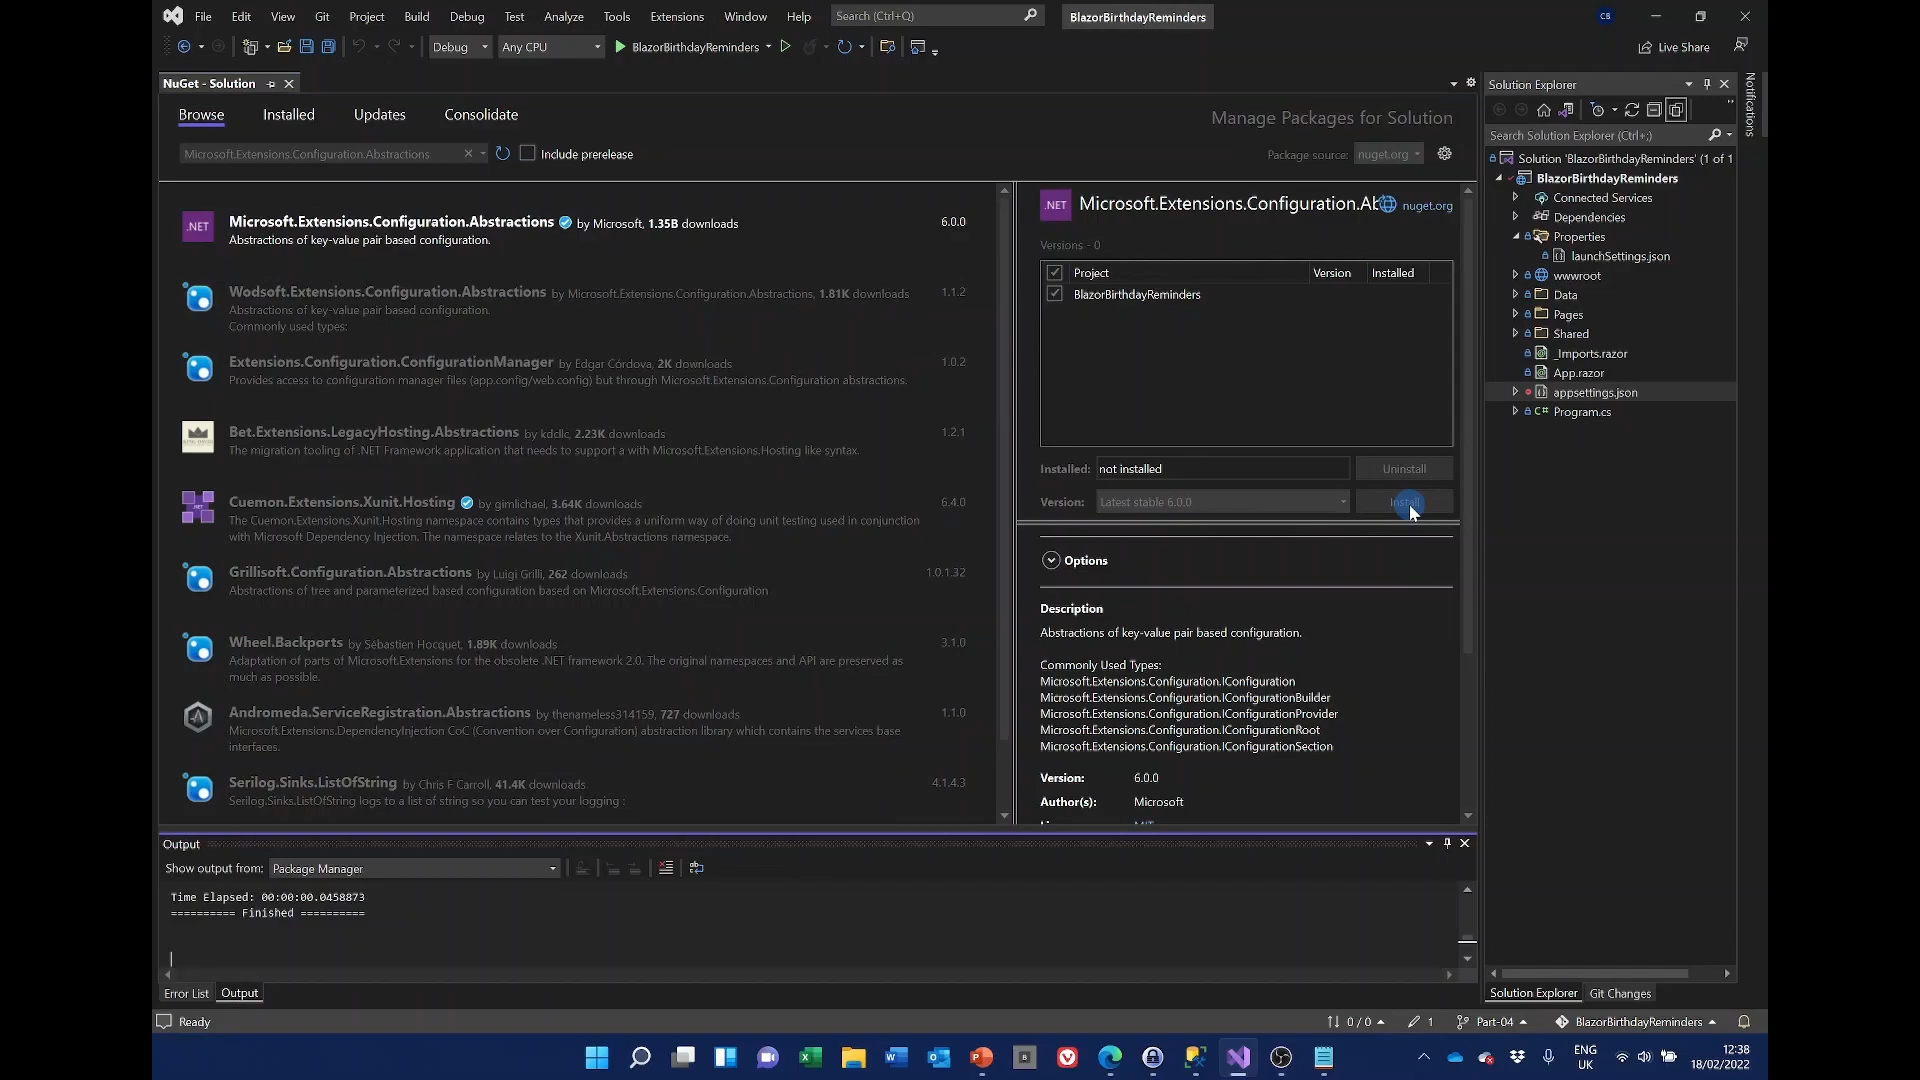 File Edit View Git Project Build Debug Test Analyze Tools Extensions Window Help Search (Ctrl+Q) BlazorBirthdayReminders CB
Debug Any CPU BlazorBirthdayReminders Live Share
NuGet - Solution
Browse Installed Updates Consolidate Manage Packages for Solution
Microsoft.Extensions.Configuration.Abstractions Include prerelease Package source: nuget.org
Microsoft.Extensions.Configuration.Abstractions by Microsoft, 1.35B downloads 6.0.0
Abstractions of key-value pair based configuration.
Wodsoft.Extensions.Configuration.Abstractions by Microsoft.Extensions.Configuration.Abstractions, 1.81K downloads 1.1.2
Abstractions of key-value pair based configuration.
Commonly used types:
Extensions.Configuration.ConfigurationManager by Edgar Córdova, 2K downloads 1.0.2
Provides access to configuration manager files (app.config/web.config) but through Microsoft.Extensions.Configuration abstractions.
Bet.Extensions.LegacyHosting.Abstractions by kdcllc, 2.23K downloads 1.2.1
The migration tooling of .NET Framework application that needs to support a with Microsoft.Extensions.Hosting like syntax.
Cuemon.Extensions.Xunit.Hosting by gimlichael, 3.64K downloads 6.4.0
The Cuemon.Extensions.Xunit.Hosting namespace contains types that provides a uniform way of doing unit testing used in conjunction
with Microsoft Dependency Injection. The namespace relates to the Xunit.Abstractions namespace.
Grillisoft.Configuration.Abstractions by Luigi Grilli, 262 downloads 1.0.1.32
Abstractions of tree and parameterized based configuration based on Microsoft.Extensions.Configuration
Wheel.Backports by Sébastien Hocquet, 1.89K downloads 3.1.0
Adaptation of parts of Microsoft.Extensions for the obsolete .NET framework 2.0. The original namespaces and API are preserved as
much as possible.
Andromeda.ServiceRegistration.Abstractions by thenameless314159, 727 downloads 1.1.0
Microsoft.Extensions.DependencyInjection CoC (Convention over Configuration) abstraction library which contains the services base
interfaces.
Serilog.Sinks.ListOfString by Chris F Carroll, 41.4K downloads 4.1.4.3
Serilog.Sinks.ListOfString logs to a list of string so you can test your logging :
.NET Microsoft.Extensions.Configuration.Ab nuget.org
Versions - 0
Project Version Installed
BlazorBirthdayReminders
Installed: not installed Uninstall
Version: Latest stable 6.0.0 Install
Options
Description
Abstractions of key-value pair based configuration.
Commonly Used Types:
Microsoft.Extensions.Configuration.IConfiguration
Microsoft.Extensions.Configuration.IConfigurationBuilder
Microsoft.Extensions.Configuration.IConfigurationProvider
Microsoft.Extensions.Configuration.IConfigurationRoot
Microsoft.Extensions.Configuration.IConfigurationSection
Version: 6.0.0
Author(s): Microsoft
Solution Explorer
Search Solution Explorer (Ctrl+;)
Solution 'BlazorBirthdayReminders' (1 of 1
BlazorBirthdayReminders
Connected Services
Dependencies
Properties
launchSettings.json
wwwroot
Data
Pages
Shared
_Imports.razor
App.razor
appsettings.json
Program.cs
Notifications
Output
Show output from: Package Manager
Time Elapsed: 00:00:00.0458873
========== Finished ==========
Error List Output
Solution Explorer Git Changes
Ready 0 / 0 1 Part-04 BlazorBirthdayReminders
ENG
UK
12:38
18/02/2022